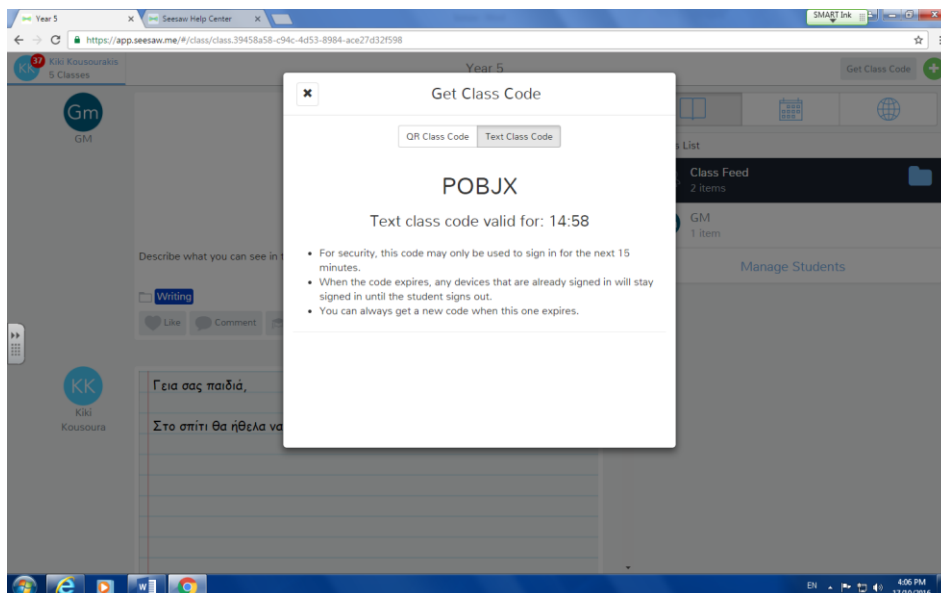 Year 5
Seesaw Help Center
SMART Ink
https://app.seesaw.me/#/class/class.39458a58-c94c-4d53-8984-ace27d32f598
37
KK
Kiki Kousourakis
5 Classes
Year 5
Get Class Code
Gm
GM
Get Class Code
QR Class Code
Text Class Code
POBJX
Text class code valid for: 14:58
For security, this code may only be used to sign in for the next 15
minutes.
When the code expires, any devices that are already signed in will stay
signed in until the student signs out.
You can always get a new code when this one expires.
List
Class Feed
2 items
GM
1 item
Manage Students
Describe what you can see in
Writing
Like
Comment
KK
Kiki
Kousoura
Γεια σας παιδιά,
Στο σπίτι θα ήθελα να
EN
4:06 PM
17/10/2016